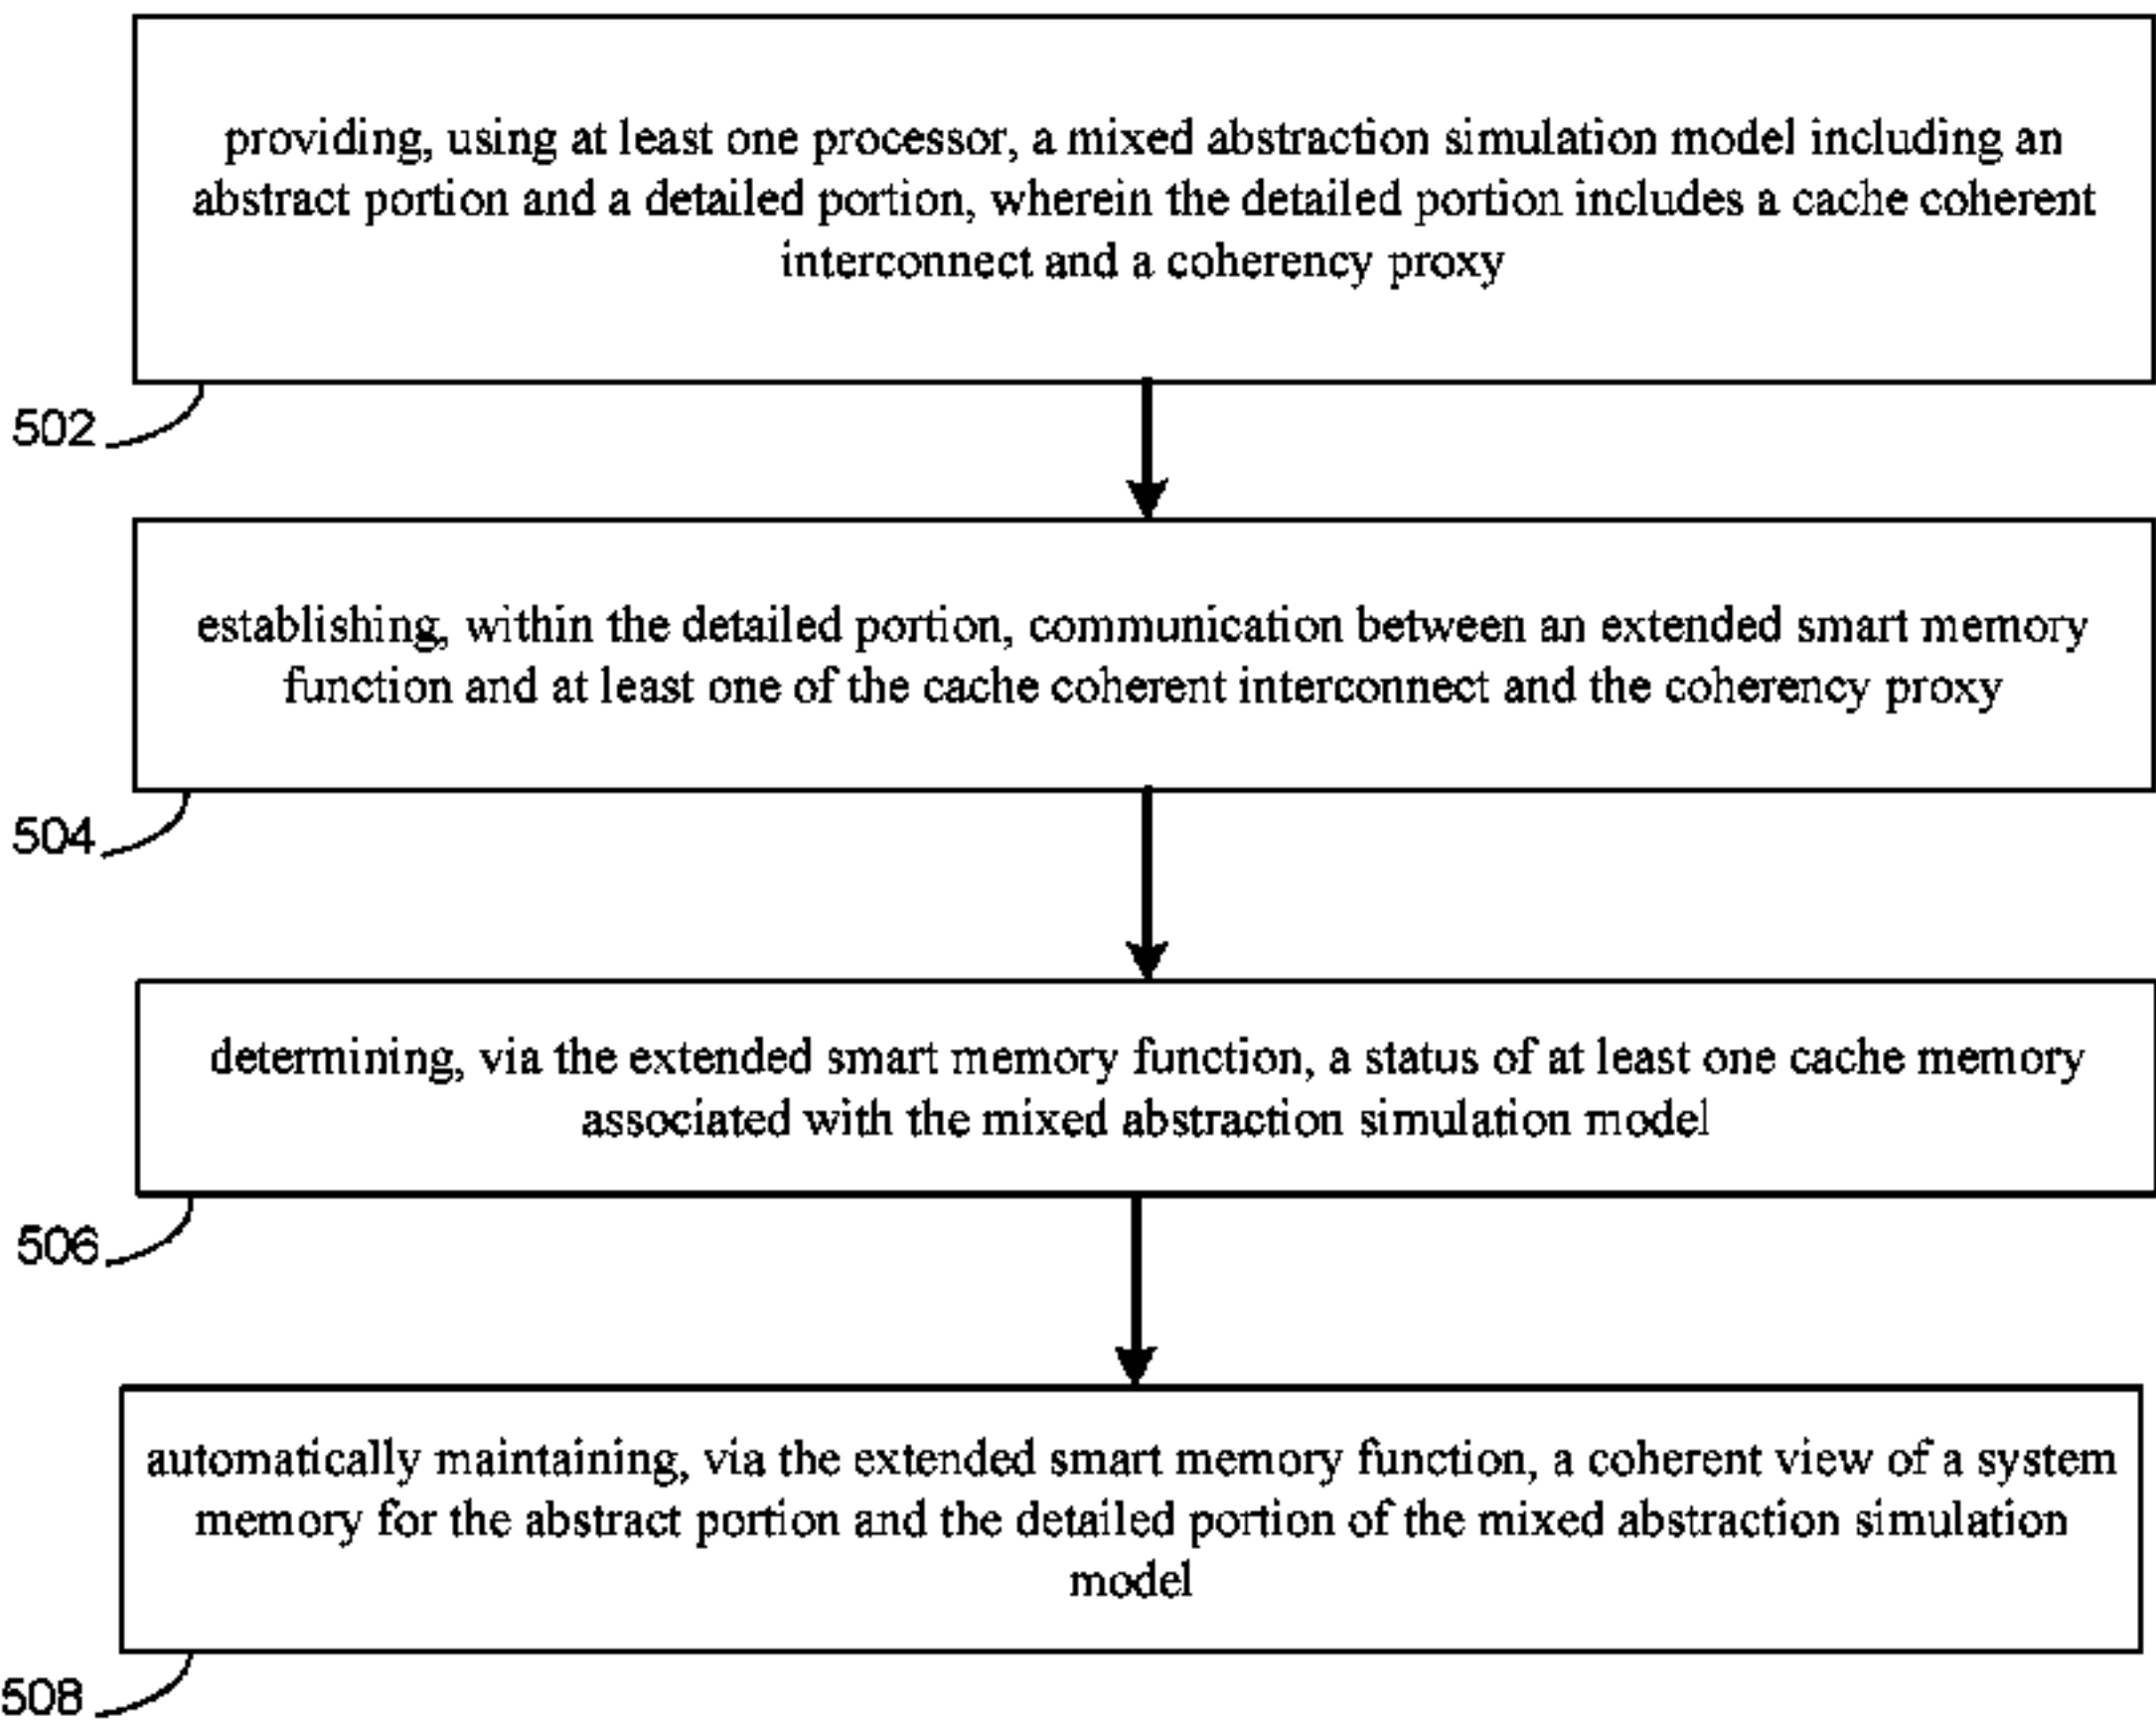 providing, using at least one processor, a mixed abstraction simulation model including an
abstract portion and a detailed portion, wherein the detailed portion includes a cache coherent
interconnect and a coherency proxy
502
establishing, within the detailed portion, communication between an extended smart memory
function and at least one of the cache coherent interconnect and the coherency proxy
504
determining, via the extended smart memory function, a status of at least one cache memory
associated with the mixed abstraction simulation model
506
automatically maintaining, via the extended smart memory function, a coherent view of a system
memory for the abstract portion and the detailed portion of the mixed abstraction simulation
model
508